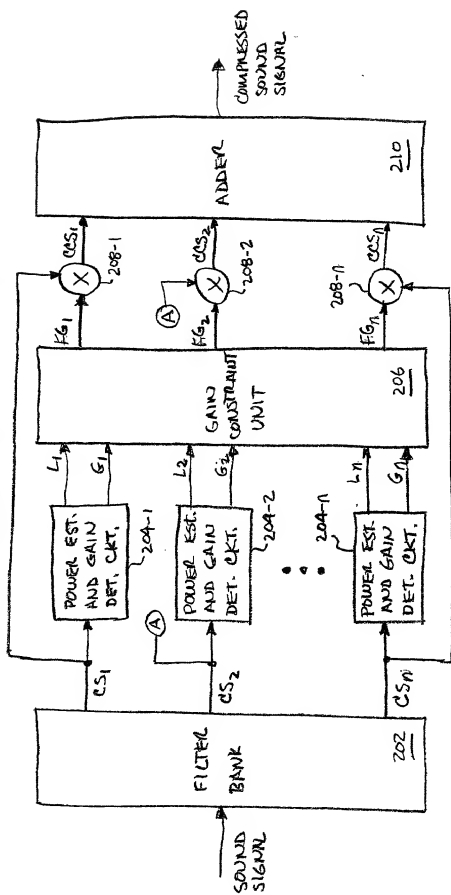 SOUND
SIGNAL
FILTER
BANK
202
CS1
CS2
CSn
A
POWER EST.
AND GAIN
DET. CKT.
204-1
POWER EST.
AND GAIN
DET. CKT.
204-2
204-n
POWER EST.
AND GAIN
DET. CKT.
L1
G1
L2
G2
Ln
Gn
GAIN
CONSTRAINT
UNIT
206
FG1
FG2
FGn
A
X
208-1
X
208-2
208-n
X
CCS1
CCS2
CCSn
ADDER
210
COMPRESSED
SOUND
SIGNAL